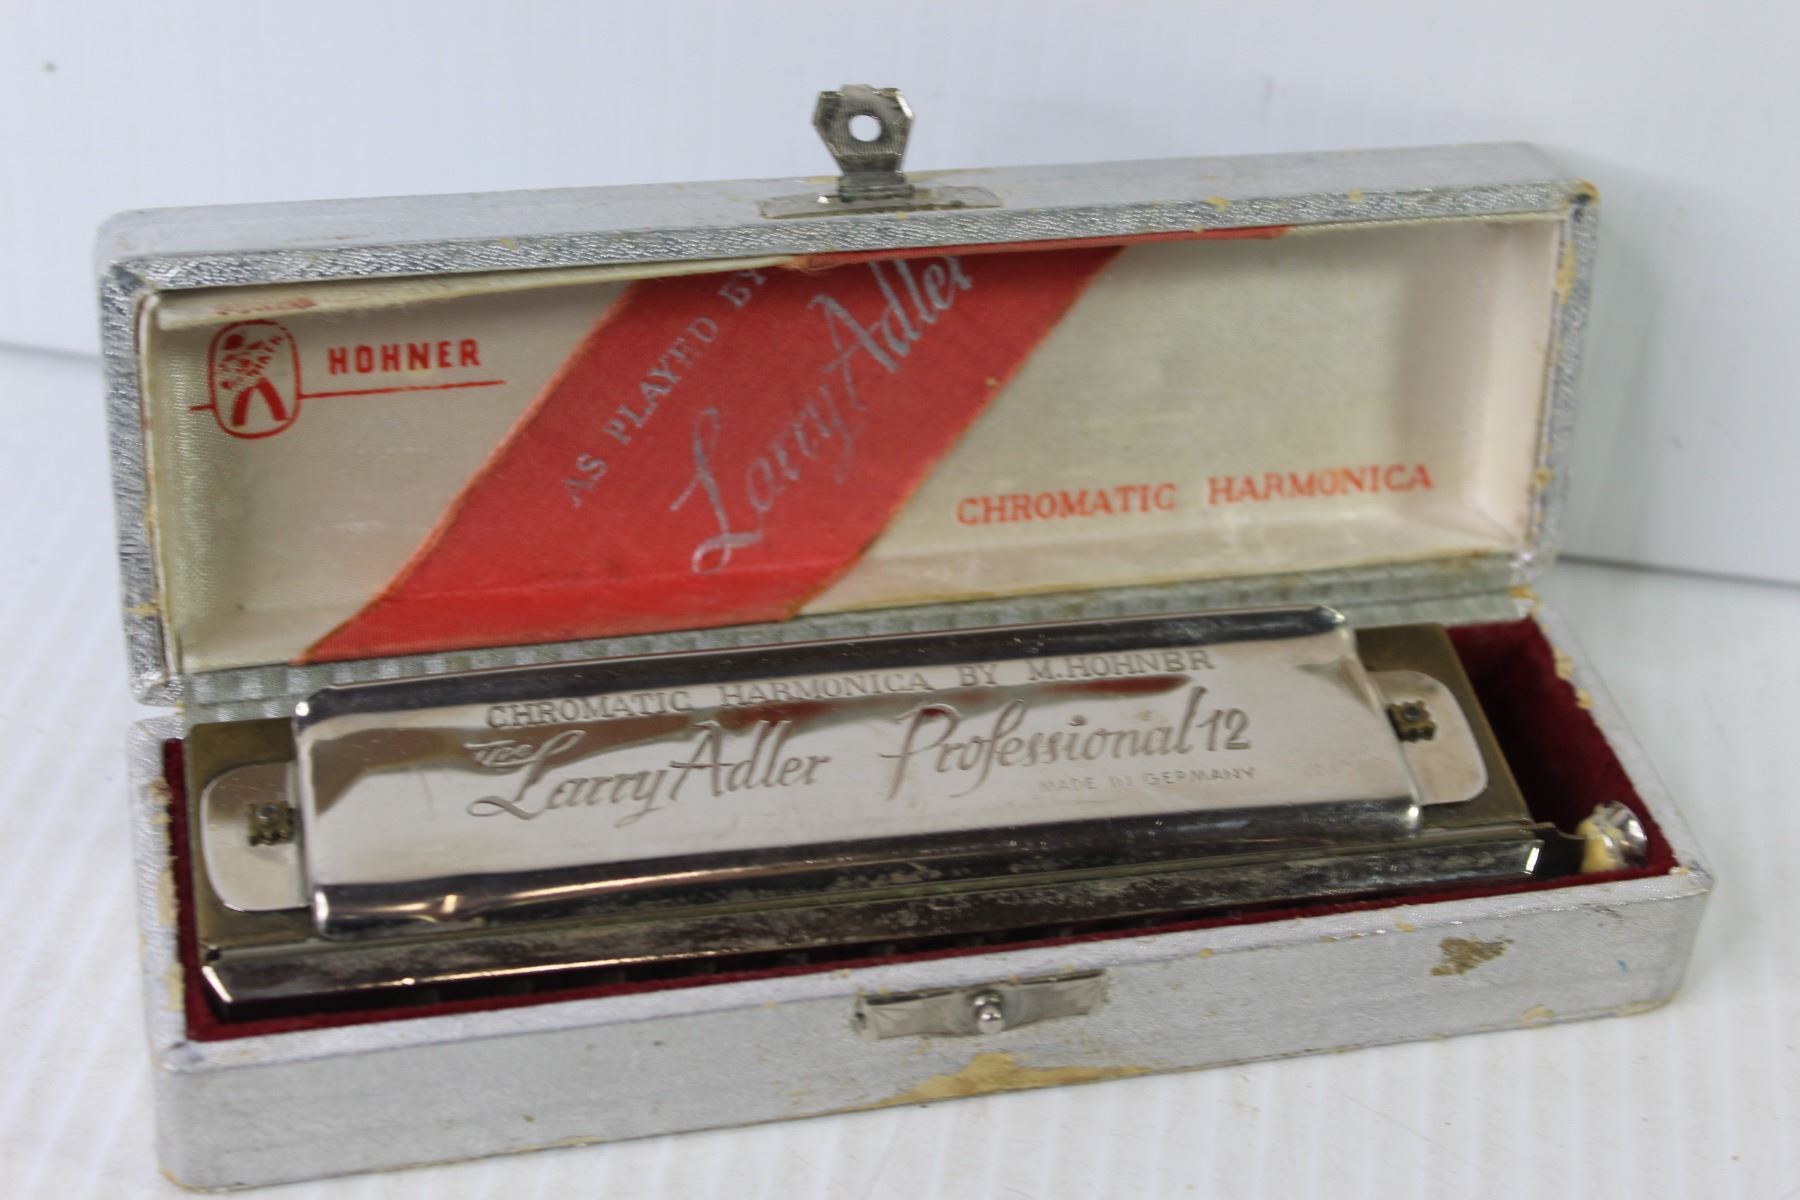 HOHNER
AS PLAYED BY
Larry Adler
CHROMATIC HARMONICA
CHROMATIC HARMONICA BY M. HOHNER
The Larry Adler Professional 12
MADE IN GERMANY